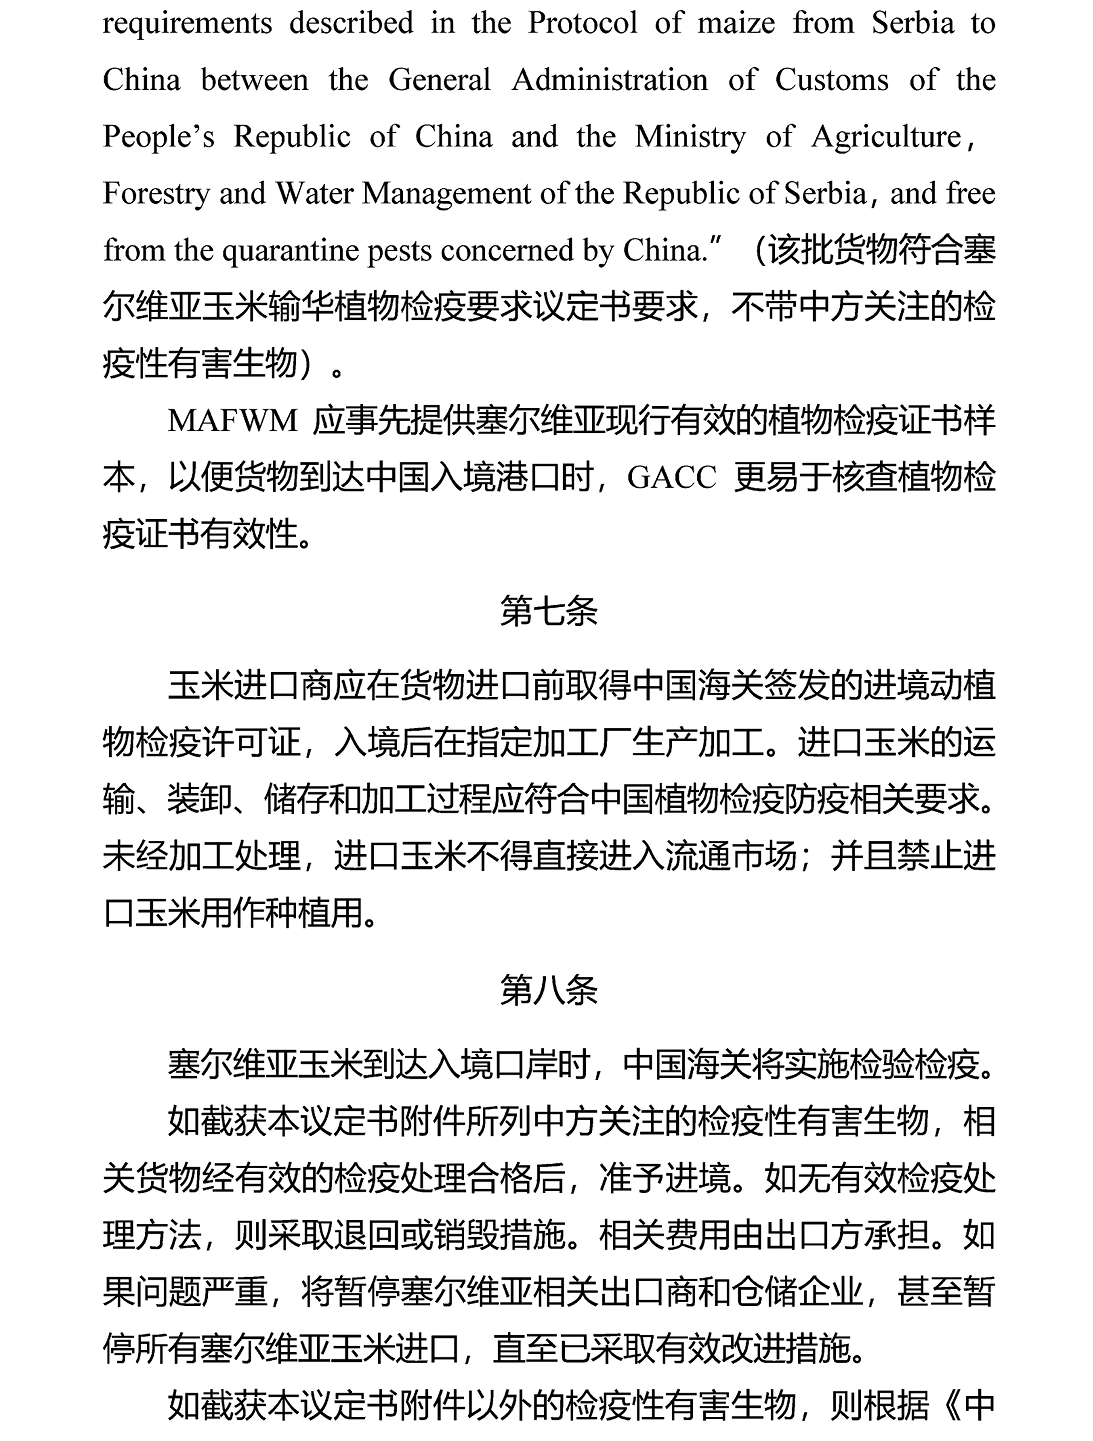 requirements described in the Protocol of maize from Serbia to
China between the General Administration of Customs of the
People’s Republic of China and the Ministry of Agriculture，
Forestry and Water Management of the Republic of Serbia，and free
from the quarantine pests concerned by China.”（该批货物符合塞
尔维亚玉米输华植物检疫要求议定书要求，不带中方关注的检
疫性有害生物）。
MAFWM 应事先提供塞尔维亚现行有效的植物检疫证书样
本，以便货物到达中国入境港口时，GACC 更易于核查植物检
疫证书有效性。
第七条
玉米进口商应在货物进口前取得中国海关签发的进境动植
物检疫许可证，入境后在指定加工厂生产加工。进口玉米的运
输、装卸、储存和加工过程应符合中国植物检疫防疫相关要求。
未经加工处理，进口玉米不得直接进入流通市场；并且禁止进
口玉米用作种植用。
第八条
塞尔维亚玉米到达入境口岸时，中国海关将实施检验检疫。
如截获本议定书附件所列中方关注的检疫性有害生物，相
关货物经有效的检疫处理合格后，准予进境。如无有效检疫处
理方法，则采取退回或销毁措施。相关费用由出口方承担。如
果问题严重，将暂停塞尔维亚相关出口商和仓储企业，甚至暂
停所有塞尔维亚玉米进口，直至已采取有效改进措施。
如截获本议定书附件以外的检疫性有害生物，则根据《中